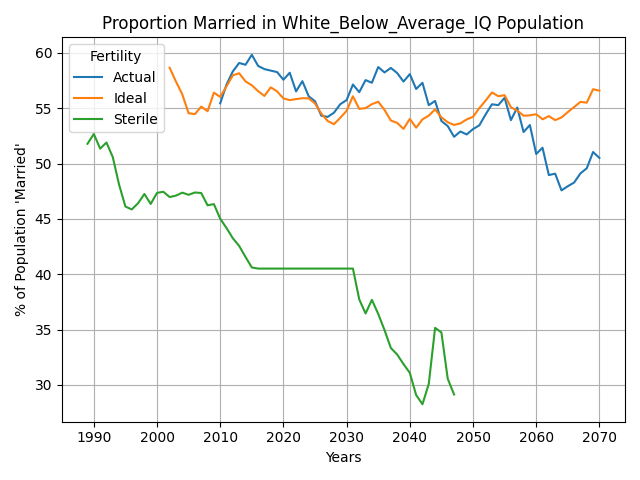 Proportion Married in White_Below_Average_IQ Population
Fertility
Actual
Ideal
Sterile
% of Population 'Married'
60
55
50
45
40
35
30
1990 2000 2010 2020 2030 2040 2050 2060 2070
Years